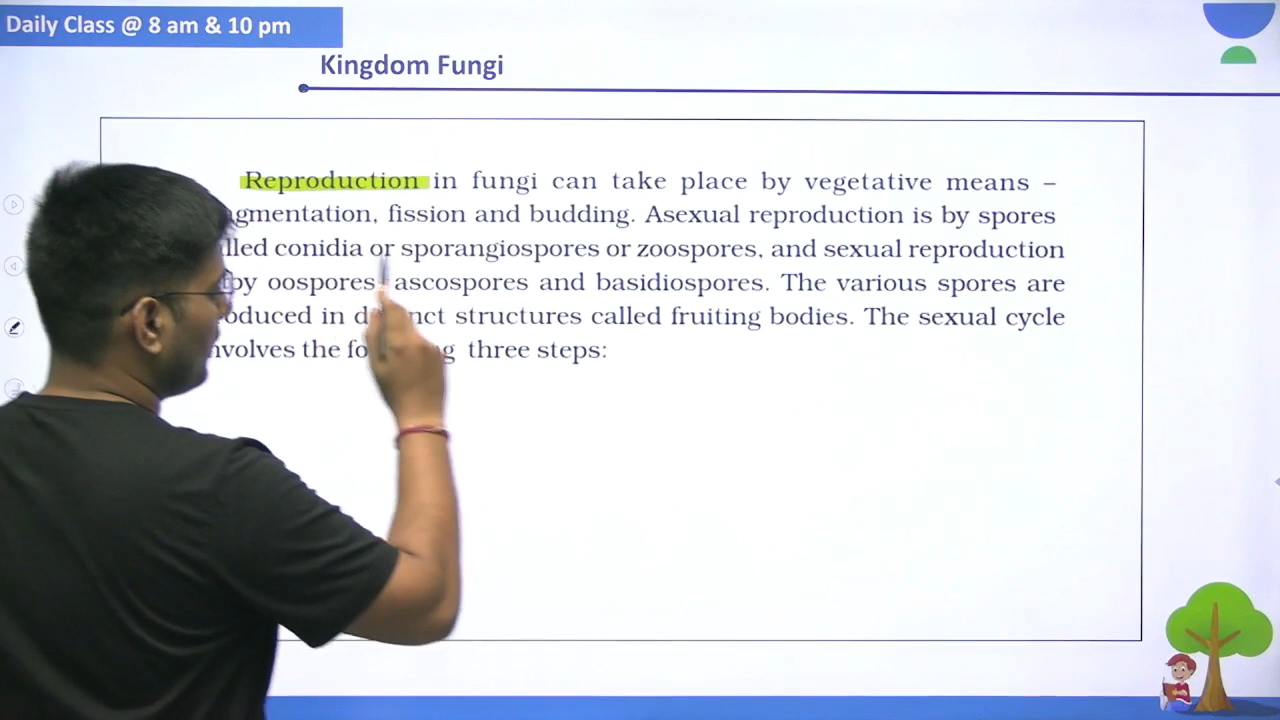 Daily Class @ 8 am & 10 pm
Kingdom Fungi
Reproduction in fungi can take place by vegetative means –
gmentation, fission and budding. Asexual reproduction is by spores
lled conidia or sporangiospores or zoospores, and sexual reproduction
by oospores, ascospores and basidiospores. The various spores are
oduced in d nct structures called fruiting bodies. The sexual cycle
nvolves the fo g three steps: